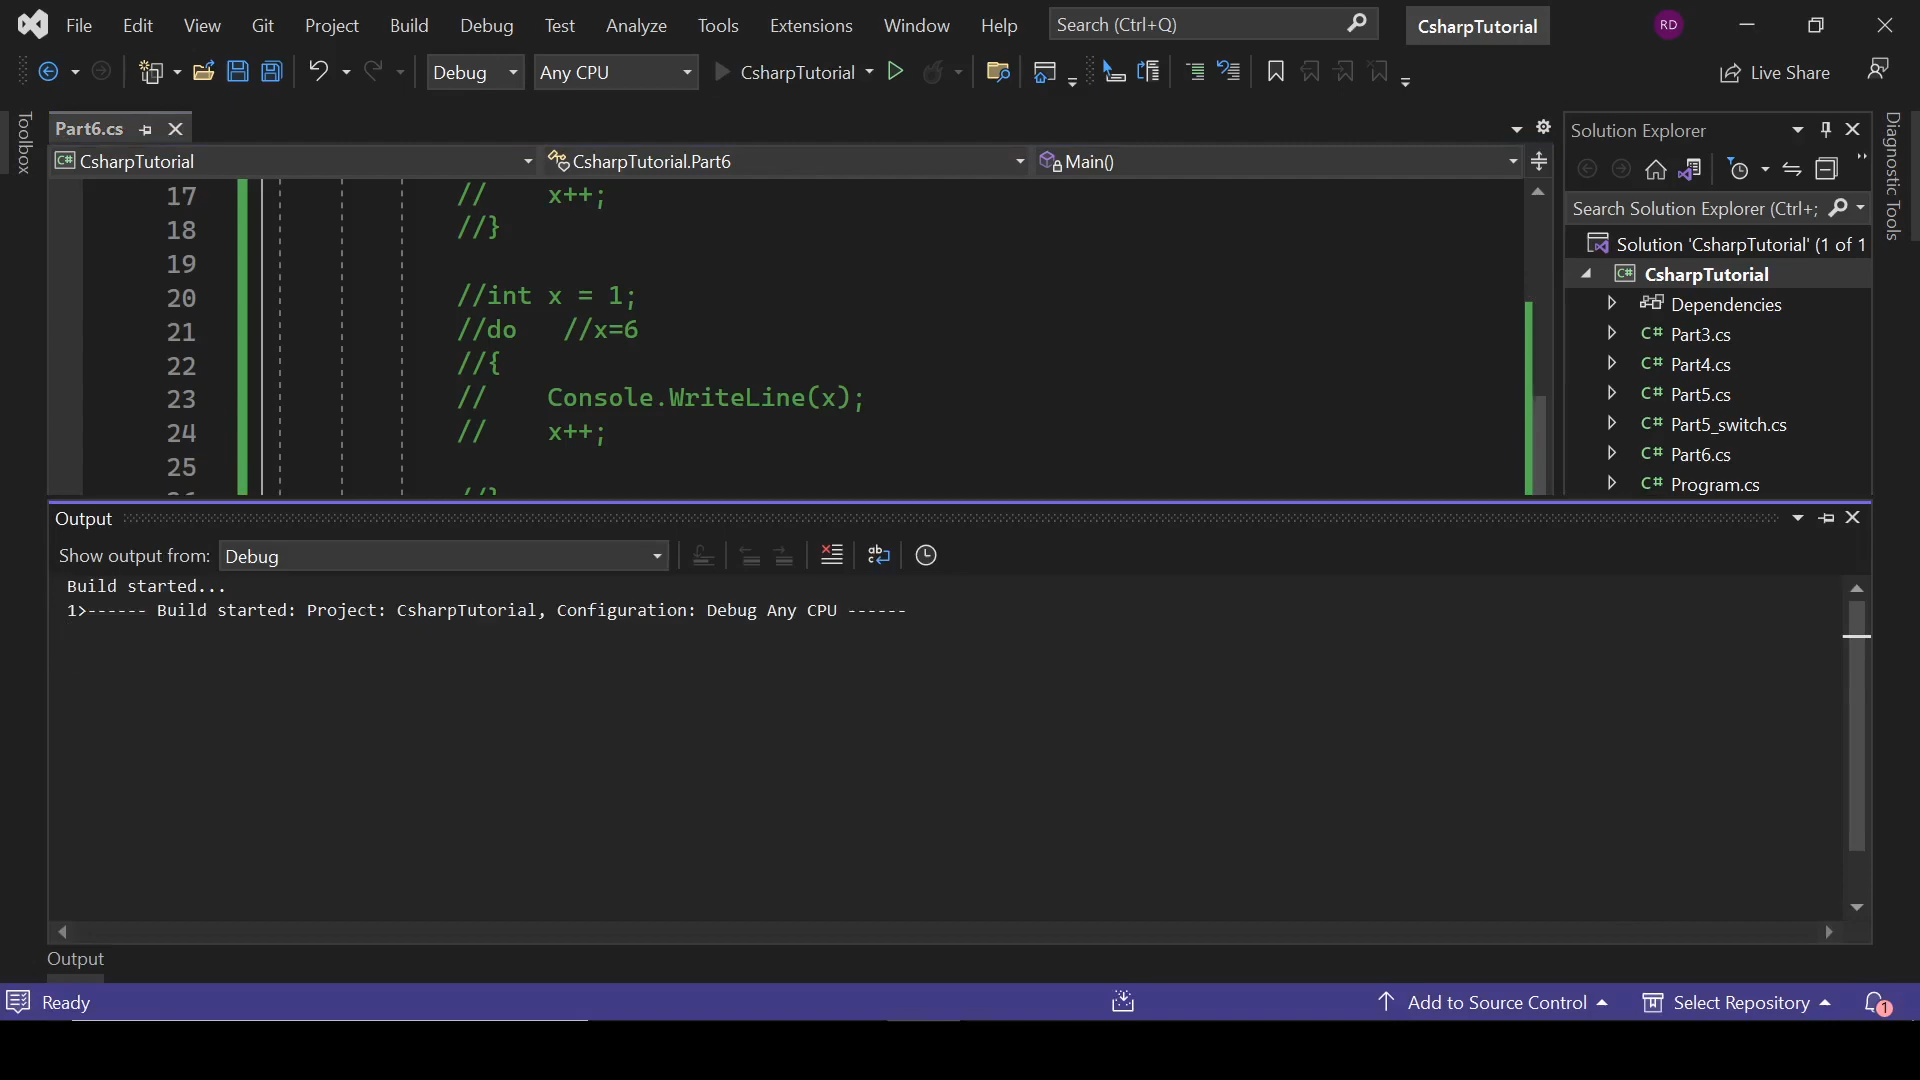 File Edit View Git Project Build Debug Test Analyze Tools Extensions Window Help Search (Ctrl+Q) CsharpTutorial RD
Debug Any CPU CsharpTutorial Live Share
Toolbox
Part6.cs
CsharpTutorial CsharpTutorial.Part6 Main()
17 // x++;
18 //}
19
20 //int x = 1;
21 //do //x=6
22 //{
23 // Console.WriteLine(x);
24 // x++;
25
Solution Explorer
Search Solution Explorer (Ctrl+;
Solution 'CsharpTutorial' (1 of 1
C# CsharpTutorial
Dependencies
C# Part3.cs
C# Part4.cs
C# Part5.cs
C# Part5_switch.cs
C# Part6.cs
C# Program.cs
Diagnostic Tools
Output
Show output from: Debug
Build started...
1>------ Build started: Project: CsharpTutorial, Configuration: Debug Any CPU ------
Output
Ready Add to Source Control Select Repository 1